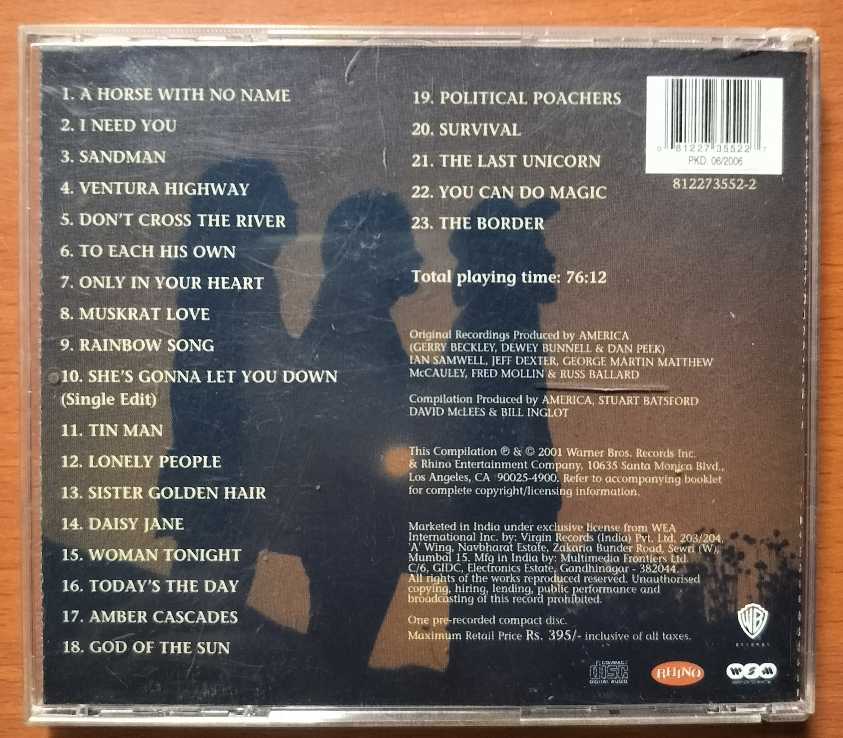 1. A HORSE WITH NO NAME
2. I NEED YOU
3. SANDMAN
4. VENTURA HIGHWAY
5. DON'T CROSS THE RIVER
6. TO EACH HIS OWN
7. ONLY IN YOUR HEART
8. MUSKRAT LOVE
9. RAINBOW SONG
10. SHE'S GONNA LET YOU DOWN
(Single Edit)
11. TIN MAN
12. LONELY PEOPLE
13. SISTER GOLDEN HAIR
14. DAISY JANE
15. WOMAN TONIGHT
16. TODAY'S THE DAY
17. AMBER CASCADES
18. GOD OF THE SUN
19. POLITICAL POACHERS
20. SURVIVAL
21. THE LAST UNICORN
22. YOU CAN DO MAGIC
23. THE BORDER
Total playing time: 76:12
0 81227 35522 7
PKD. 06/2006
812273552-2
Original Recordings Produced by AMERICA
(GERRY BECKLEY, DEWEY BUNNELL & DAN PEEK)
IAN SAMWELL, JEFF DEXTER, GEORGE MARTIN MATTHEW
McCAULEY, FRED MOLLIN & RUSS BALLARD
Compilation Produced by AMERICA, STUART BATSFORD
DAVID McLEES & BILL INGLOT
This Compilation ℗ & © 2001 Warner Bros. Records Inc.
& Rhino Entertainment Company, 10635 Santa Monica Blvd.,
Los Angeles, CA 90025-4900. Refer to accompanying booklet
for complete copyright/licensing information.
Marketed in India under exclusive license from WEA
International Inc. by: Virgin Records (India) Pvt. Ltd. 203/204,
'A' Wing, Navbharat Estate, Zakaria Bunder Road, Sewri (W),
Mumbai 15. Mfg in India by: Multimedia Frontiers Ltd.
C/6, GIDC, Electronics Estate, Gandhinagar - 382044.
All rights of the works reproduced reserved. Unauthorised
copying, hiring, lending, public performance and
broadcasting of this record prohibited.
One pre-recorded compact disc.
Maximum Retail Price Rs. 395/- inclusive of all taxes.
COMPACT
disc
DIGITAL AUDIO
RHINO
WB
RECORDS
WSM